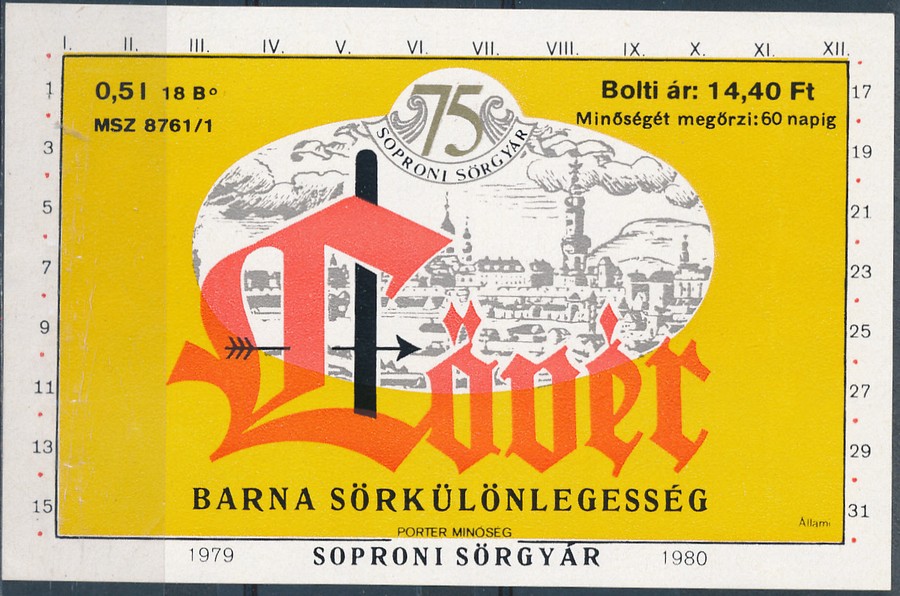 I. II. III. IV. V. VI. VII. VIII. IX. X. XI. XII.
0,5 l 18 B°
MSZ 8761/1
75
SOPRONI SÖRGYÁR
Bolti ár: 14,40 Ft
Minőségét megőrzi: 60 napig
1
3
5
7
9
11
13
15
17
19
21
23
25
27
29
31
Lövér
BARNA SÖRKÜLÖNLEGESSÉG
PORTER MINŐSÉG
Állami
1979 SOPRONI SÖRGYÁR 1980